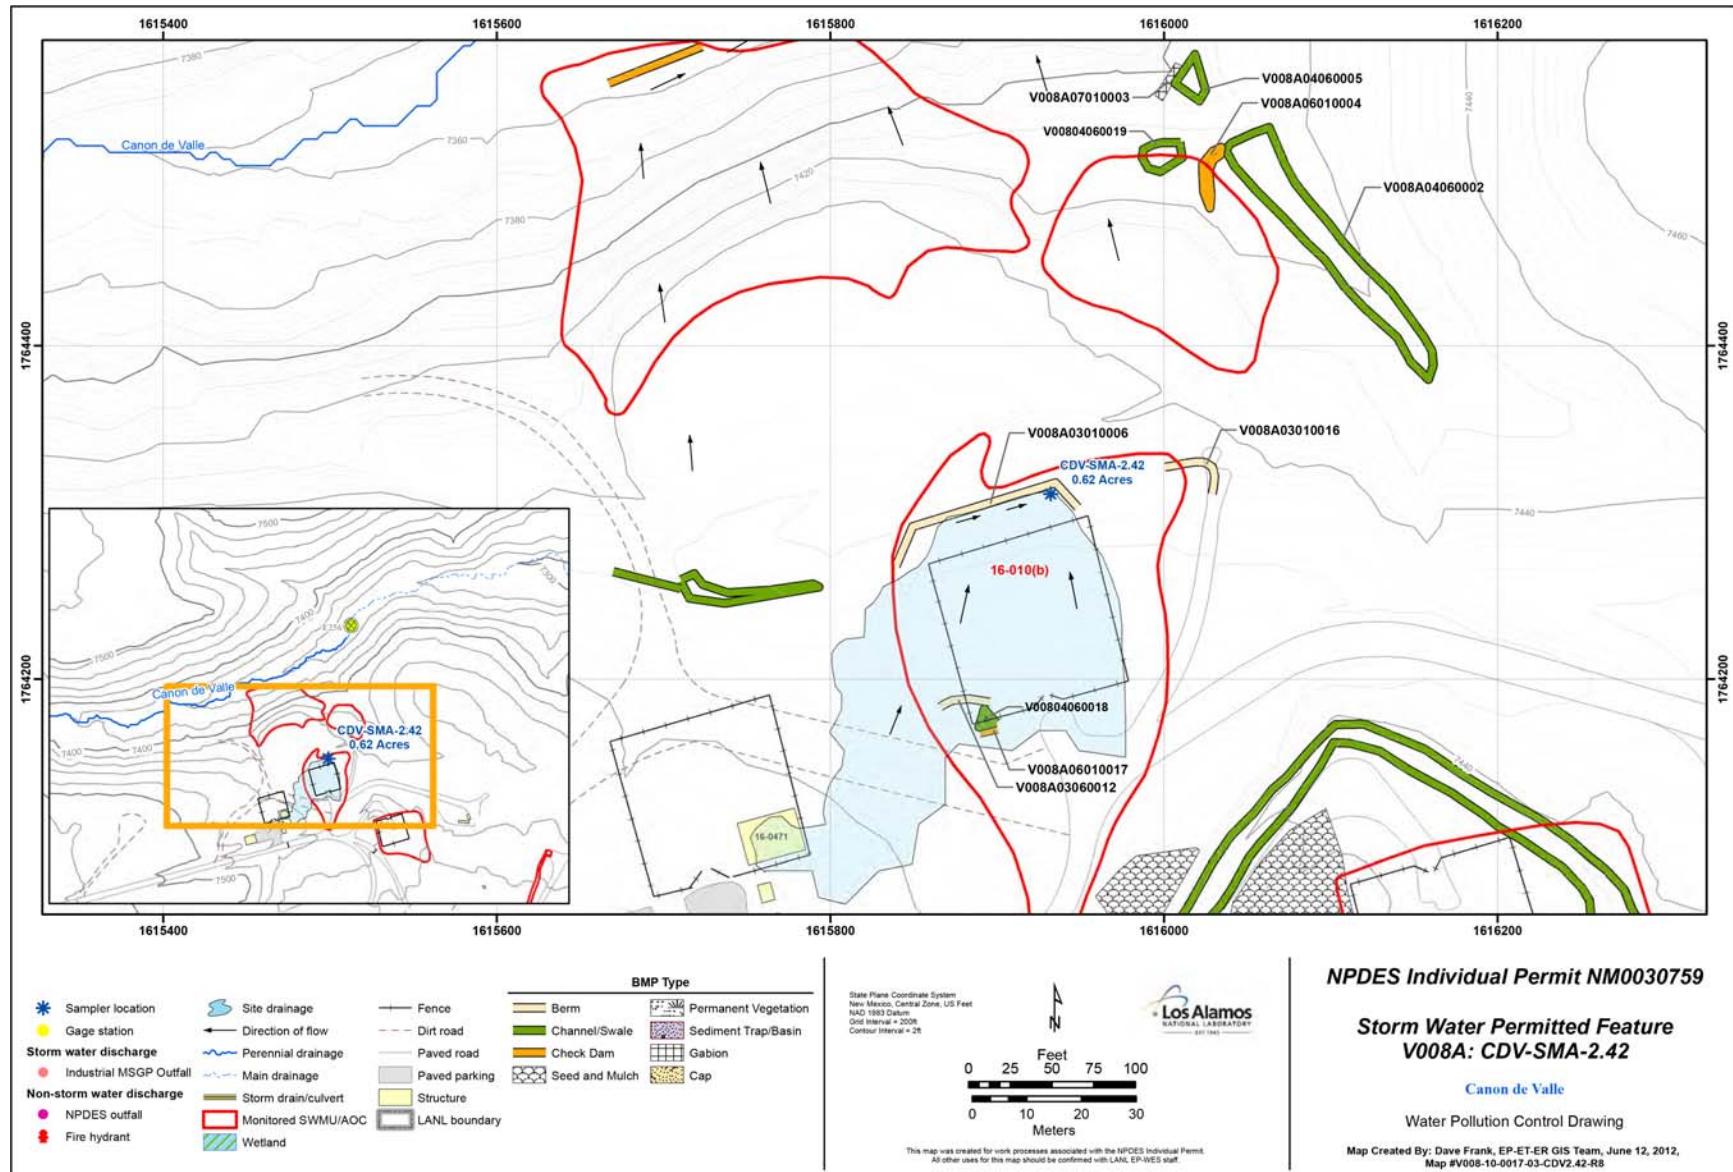 1615400
1615600
1615800
1616000
1616200
7380
Canon de Valle
7360
7420
7380
V008A04060005
V008A07010003
V008A06010004
V00804060019
V008A04060002
7440
7460
1764400
1764400
V008A03010006
V008A03010016
CDV-SMA-2.42
0.62 Acres
7440
16-010(b)
1764200
1764200
V00804060018
V008A06010017
V008A03060012
16-0471
7440
7500
7300
7400
E256
7500
Canon de Valle
CDV-SMA-2.42
0.62 Acres
7400
7400
7500
1615400
1615600
1615800
1616000
1616200
Sampler location
Gage station
Storm water discharge
Industrial MSGP Outfall
Non-storm water discharge
NPDES outfall
Fire hydrant
Site drainage
Direction of flow
Perennial drainage
Main drainage
Storm drain/culvert
Monitored SWMU/AOC
Wetland
Fence
Dirt road
Paved road
Paved parking
Structure
LANL boundary
BMP Type
Berm
Channel/Swale
Check Dam
Seed and Mulch
Permanent Vegetation
Sediment Trap/Basin
Gabion
Cap
State Plane Coordinate System
New Mexico, Central Zone, US Feet
NAD 1983 Datum
Grid Interval = 200ft
Contour Interval = 2ft
N
Los Alamos
NATIONAL LABORATORY
EST.1943
Feet
0 25 50 75 100
0 10 20 30
Meters
This map was created for work processes associated with the NPDES Individual Permit.
All other uses for this map should be confirmed with LANL EP-WES staff.
NPDES Individual Permit NM0030759
Storm Water Permitted Feature
V008A: CDV-SMA-2.42
Canon de Valle
Water Pollution Control Drawing
Map Created By: Dave Frank, EP-ET-ER GIS Team, June 12, 2012,
Map #V008-10-0017-03-CDV2.42-R8